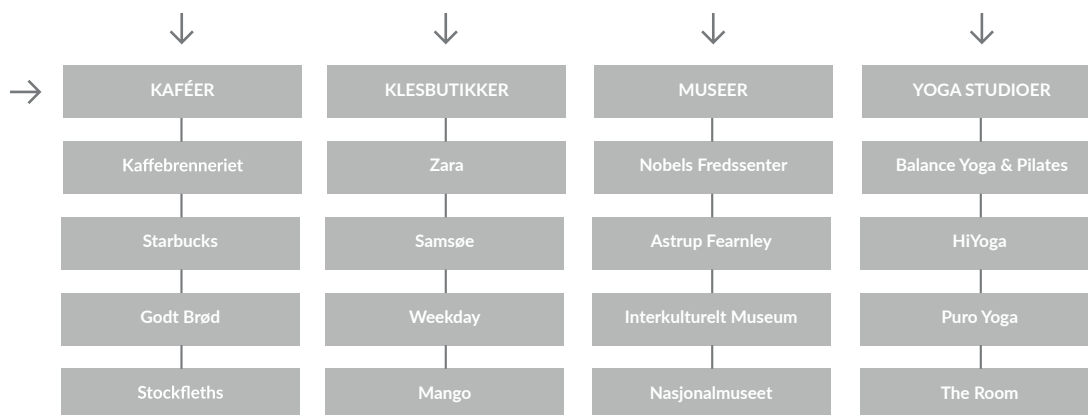 KAFÉER
Kaffebrenneriet
Starbucks
Godt Brød
Stockfleths
KLESBUTIKKER
Zara
Samsøe
Weekday
Mango
MUSEER
Nobels Fredssenter
Astrup Fearnley
Interkulturelt Museum
Nasjonalmuseet
YOGA STUDIOER
Balance Yoga & Pilates
HiYoga
Puro Yoga
The Room